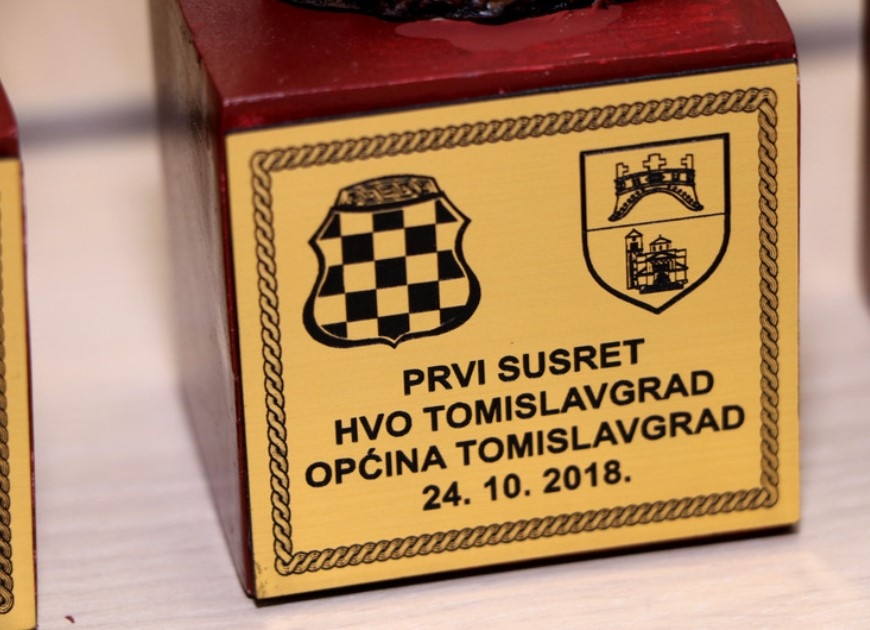 PRVI SUSRET
HVO TOMISLAVGRAD
OPĆINA TOMISLAVGRAD
24. 10. 2018.